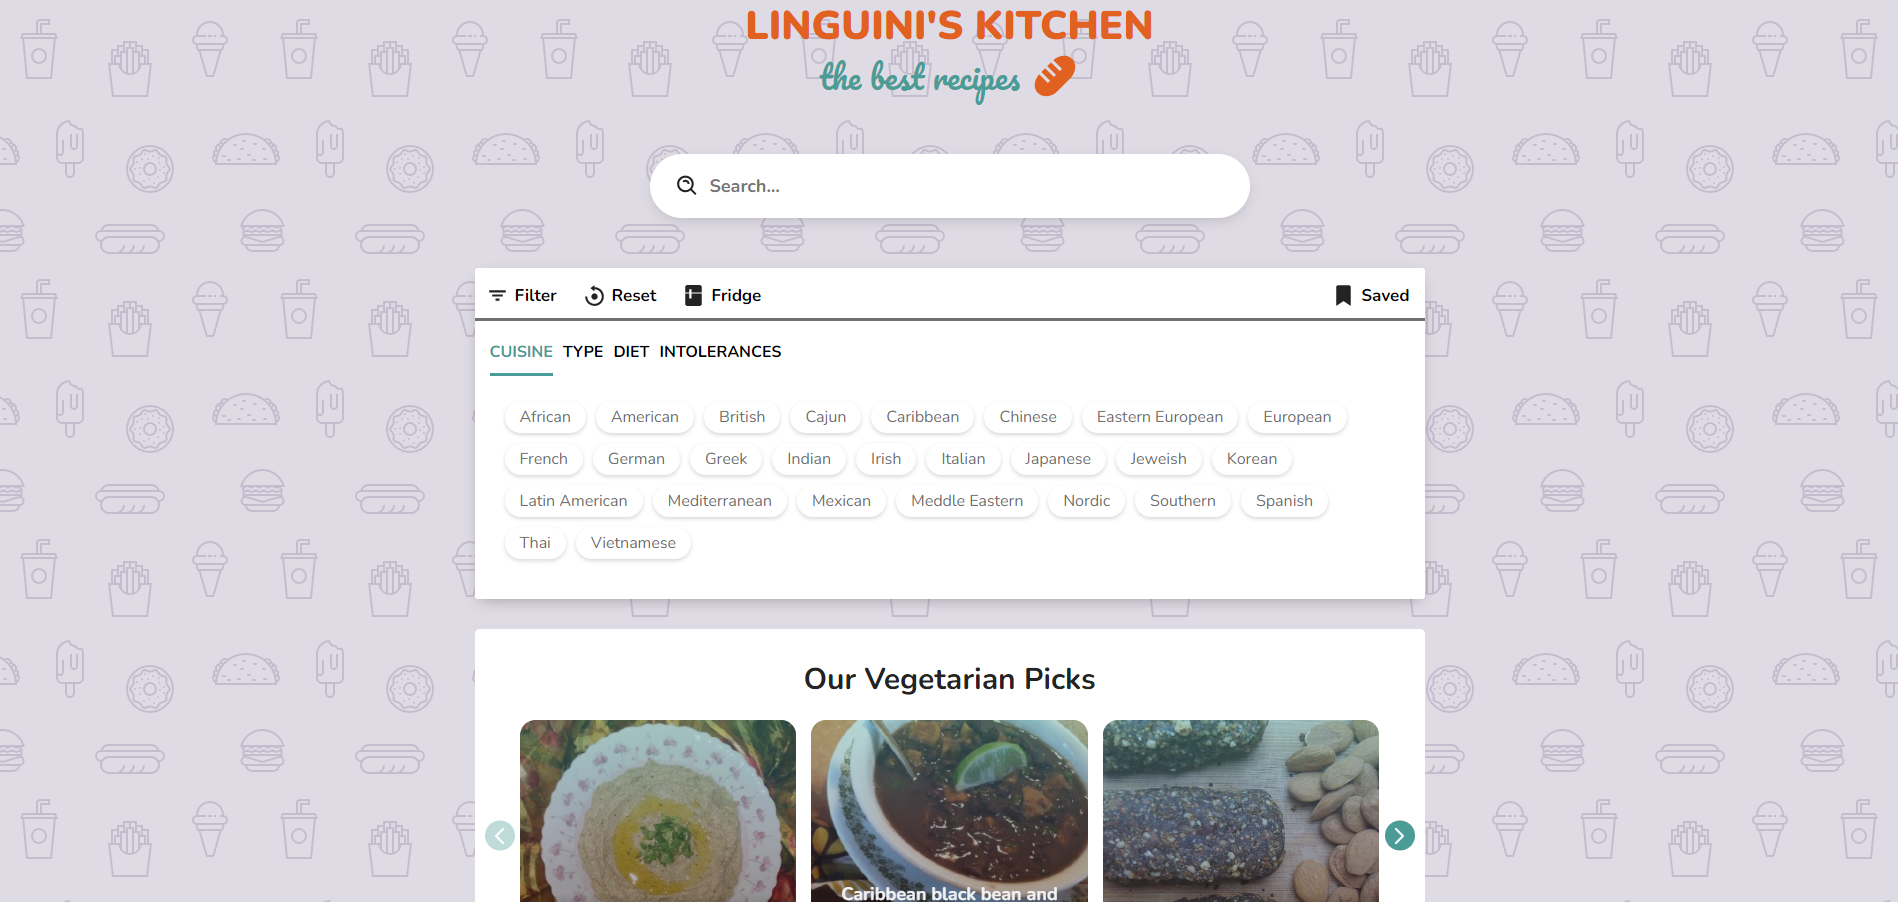 LINGUINI'S KITCHEN
the best recipes
Search...
Filter Reset Fridge Saved
CUISINE TYPE DIET INTOLERANCES
African American British Cajun Caribbean Chinese Eastern European European
French German Greek Indian Irish Italian Japanese Jeweish Korean
Latin American Mediterranean Mexican Meddle Eastern Nordic Southern Spanish
Thai Vietnamese
Our Vegetarian Picks
Caribbean black bean and